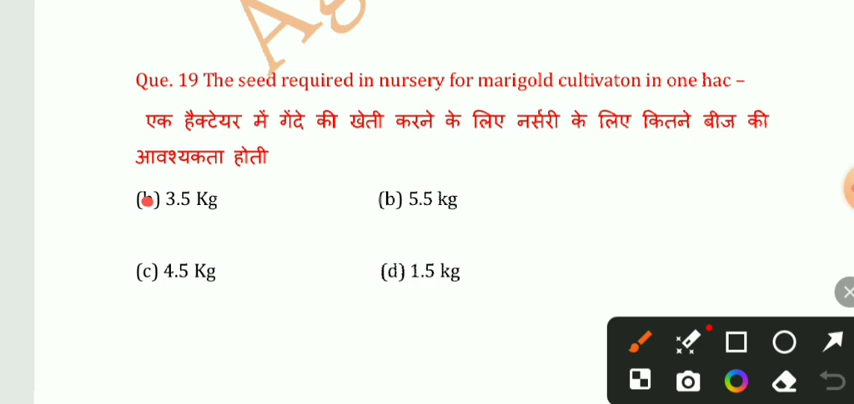 Que. 19 The seed required in nursery for marigold cultivaton in one hac –
एक हैक्टेयर में गेंदे की खेती करने के लिए नर्सरी के लिए कितने बीज की
आवश्यकता होती
3.5 Kg (b) 5.5 kg
(c) 4.5 Kg (d) 1.5 kg